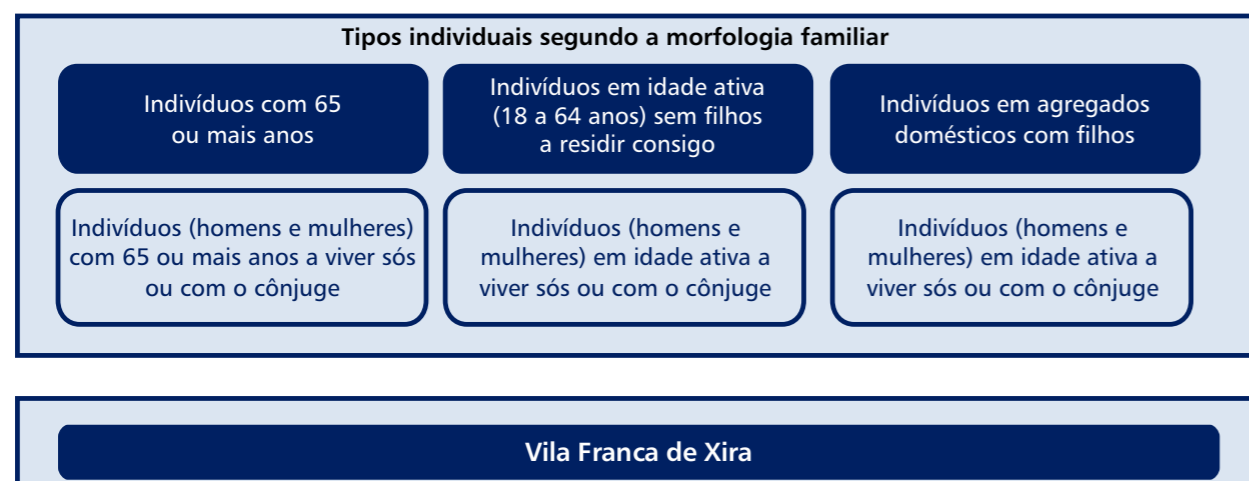 Tipos individuais segundo a morfologia familiar
Indivíduos com 65
ou mais anos
Indivíduos em idade ativa
(18 a 64 anos) sem filhos
a residir consigo
Indivíduos em agregados
domésticos com filhos
Indivíduos (homens e mulheres)
com 65 ou mais anos a viver sós
ou com o cônjuge
Indivíduos (homens e
mulheres) em idade ativa a
viver sós ou com o cônjuge
Indivíduos (homens e
mulheres) em idade ativa a
viver sós ou com o cônjuge
Vila Franca de Xira